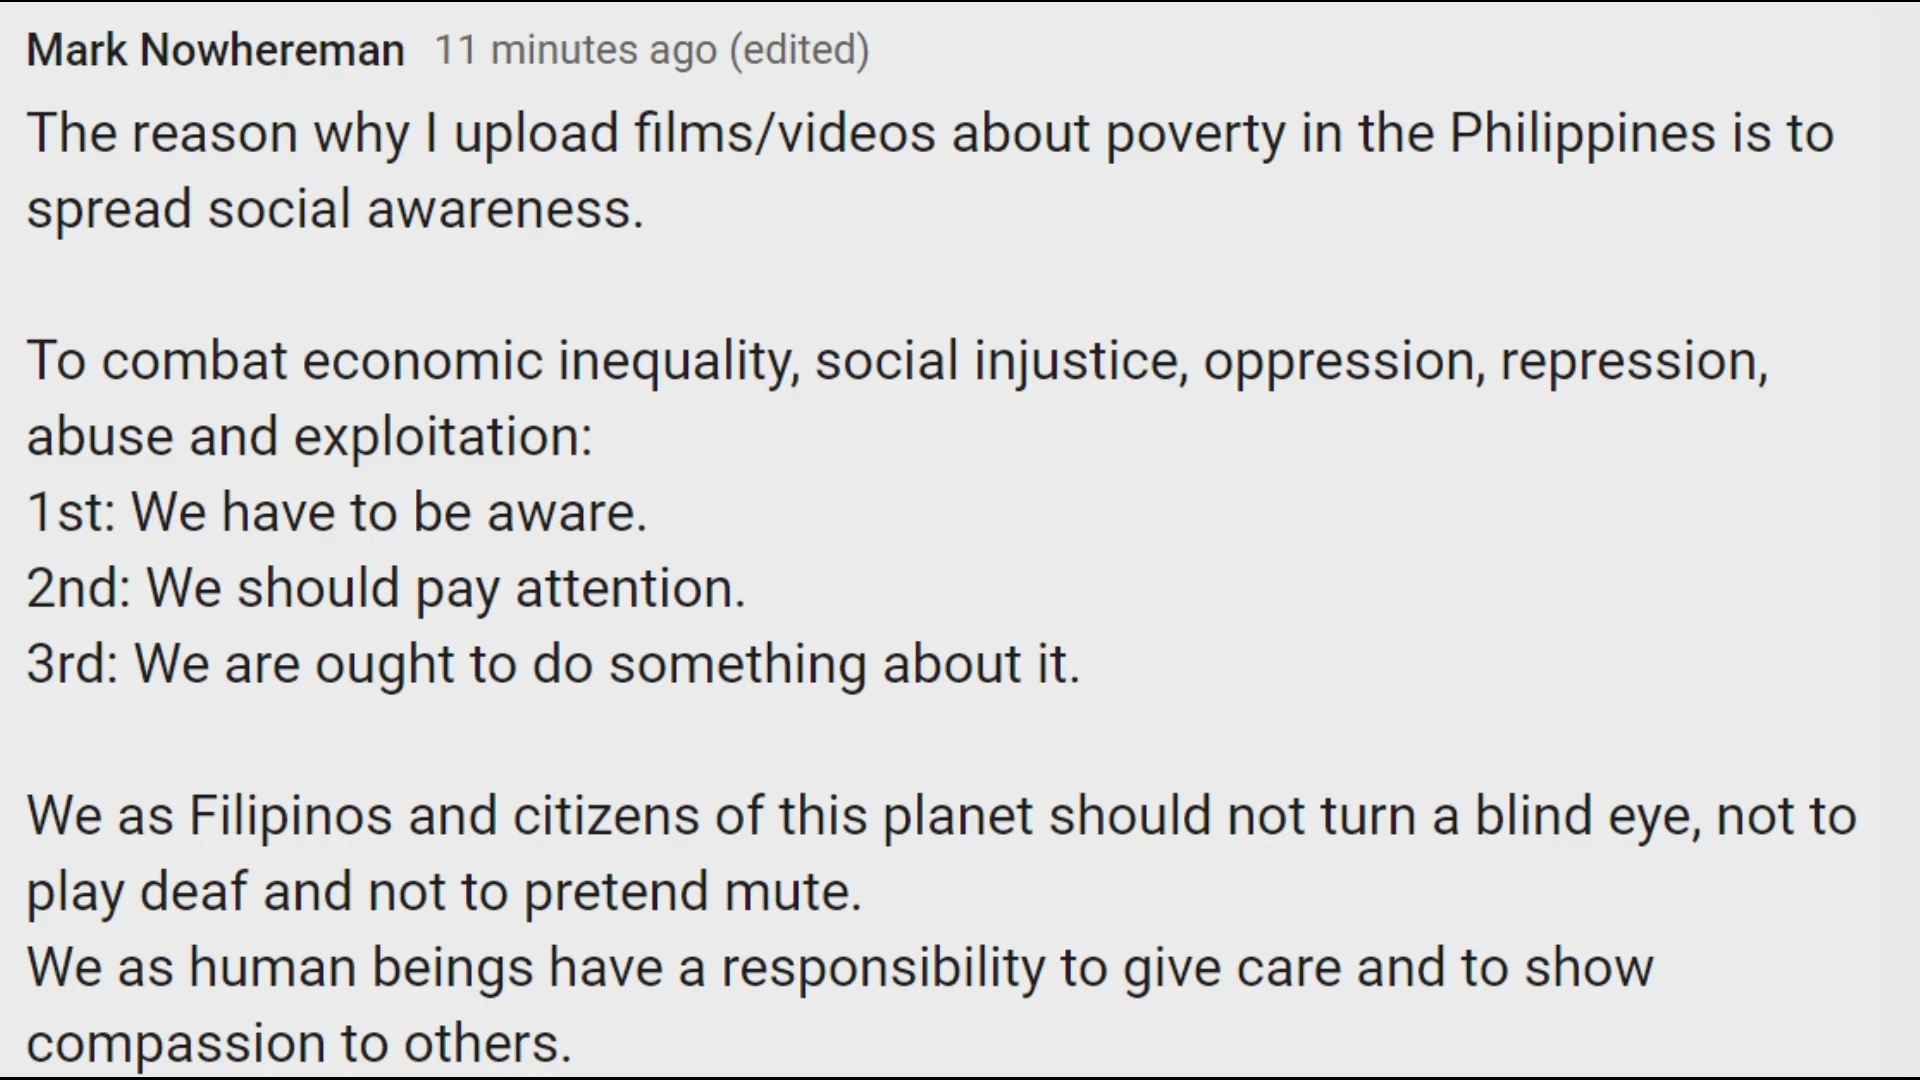 Mark Nowhereman 11 minutes ago (edited)
The reason why I upload films/videos about poverty in the Philippines is to
spread social awareness.
To combat economic inequality, social injustice, oppression, repression,
abuse and exploitation:
1st: We have to be aware.
2nd: We should pay attention.
3rd: We are ought to do something about it.
We as Filipinos and citizens of this planet should not turn a blind eye, not to
play deaf and not to pretend mute.
We as human beings have a responsibility to give care and to show
compassion to others.